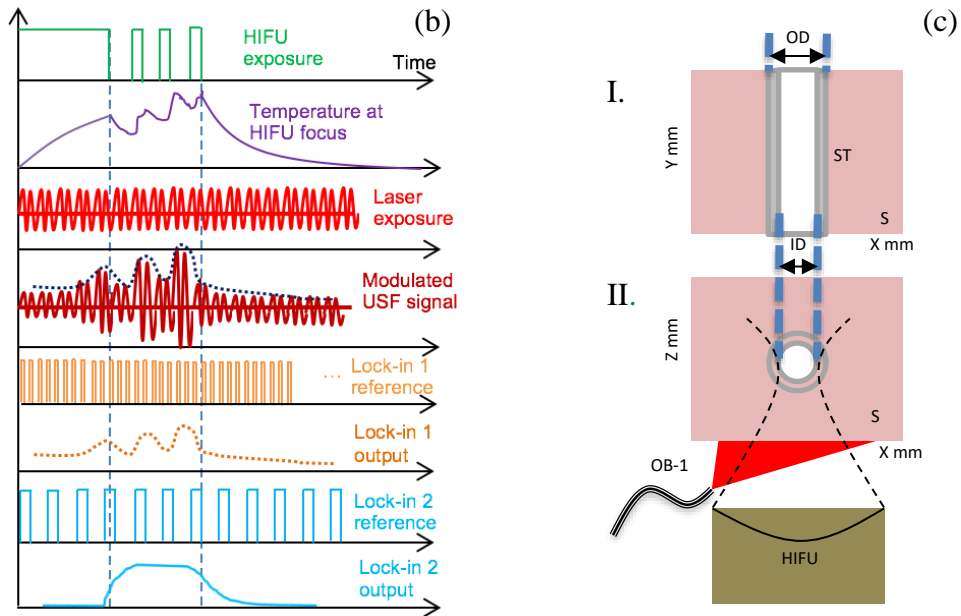 (b)
HIFU
exposure
Time
Temperature at
HIFU focus
Laser
exposure
Modulated
USF signal
Lock-in 1
reference
...
Lock-in 1
output
Lock-in 2
reference
Lock-in 2
output
(c)
OD
I.
Y mm
ST
S
X mm
ID
II.
Z mm
S
X mm
OB-1
HIFU